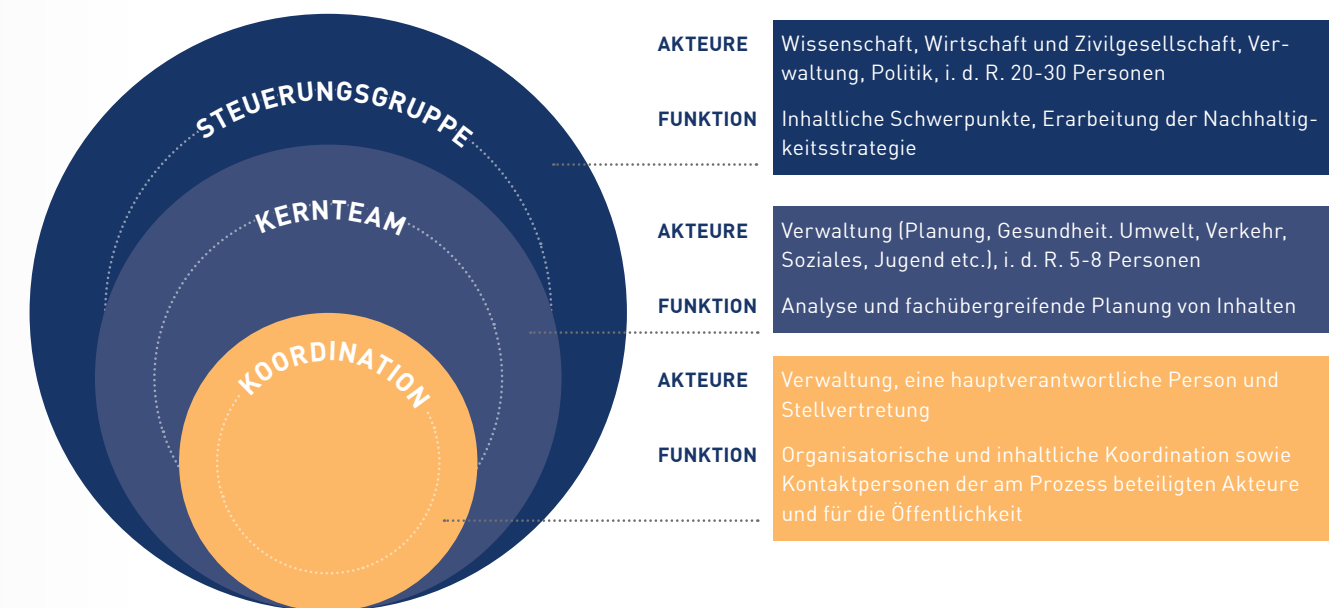 STEUERUNGSGRUPPE
AKTEURE
Wissenschaft, Wirtschaft und Zivilgesellschaft, Ver-
waltung, Politik, i. d. R. 20-30 Personen
FUNKTION
Inhaltliche Schwerpunkte, Erarbeitung der Nachhaltig-
keitsstrategie
KERNTEAM
AKTEURE
Verwaltung (Planung, Gesundheit. Umwelt, Verkehr,
Soziales, Jugend etc.), i. d. R. 5-8 Personen
FUNKTION
Analyse und fachübergreifende Planung von Inhalten
KOORDINATION
AKTEURE
Verwaltung, eine hauptverantwortliche Person und
Stellvertretung
FUNKTION
Organisatorische und inhaltliche Koordination sowie
Kontaktpersonen der am Prozess beteiligten Akteure
und für die Öffentlichkeit